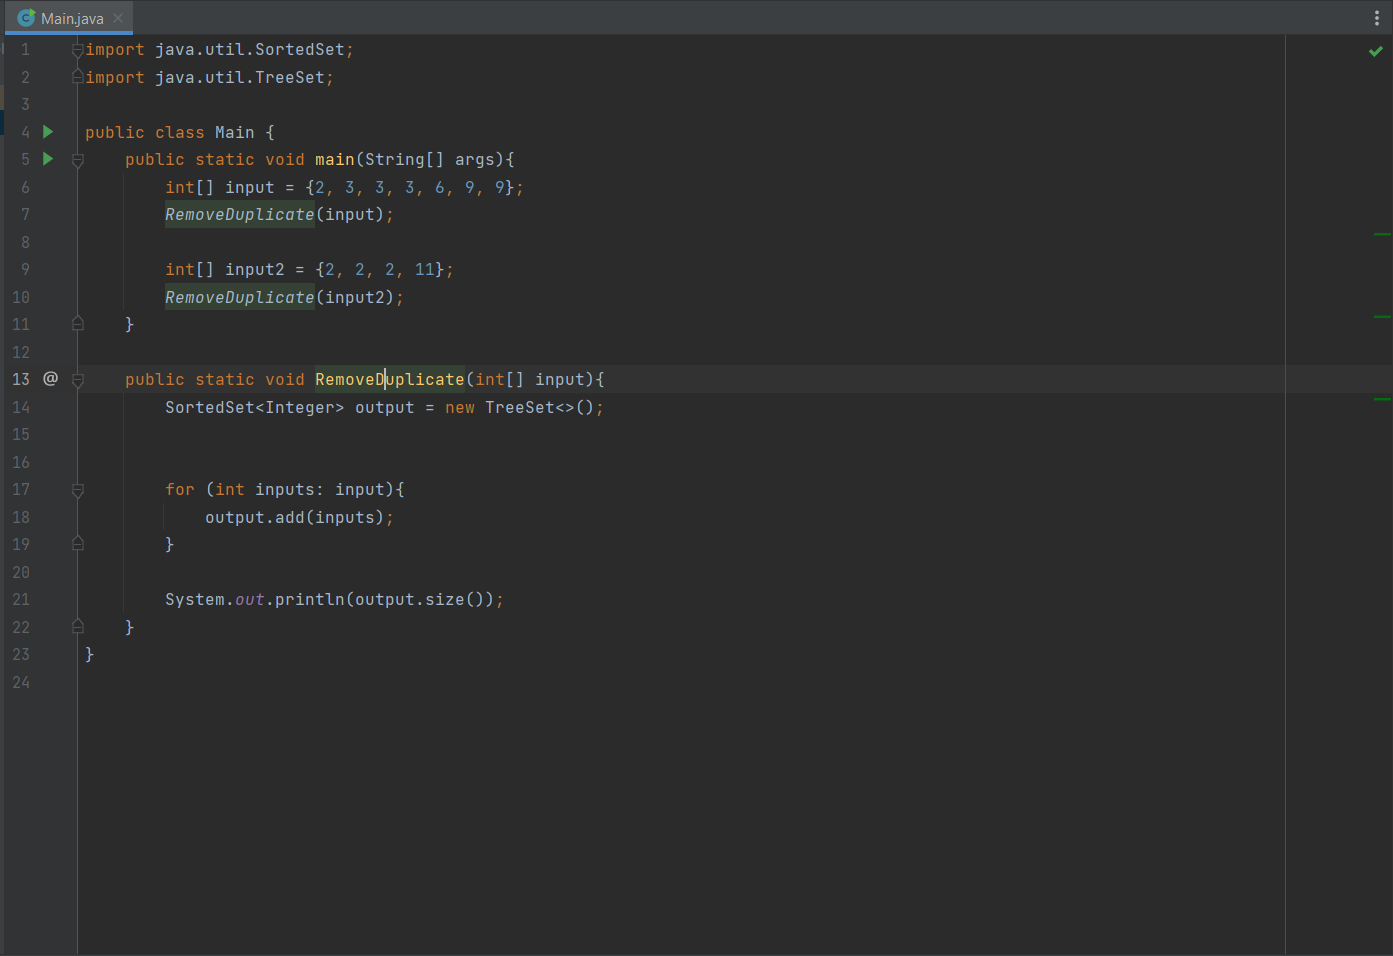 Main.java
1 import java.util.SortedSet;
2 import java.util.TreeSet;
3
4 public class Main {
5     public static void main(String[] args){
6         int[] input = {2, 3, 3, 3, 6, 9, 9};
7         RemoveDuplicate(input);
8
9         int[] input2 = {2, 2, 2, 11};
10         RemoveDuplicate(input2);
11     }
12
13 @     public static void RemoveDuplicate(int[] input){
14         SortedSet<Integer> output = new TreeSet<>();
15
16
17         for (int inputs: input){
18             output.add(inputs);
19         }
20
21         System.out.println(output.size());
22     }
23 }
24